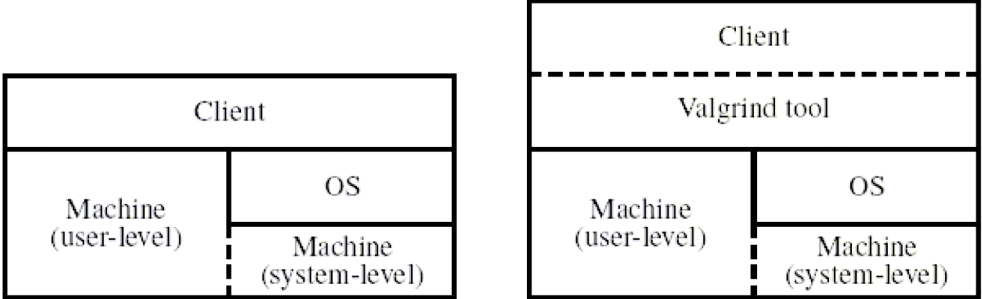 Client
Machine
(user-level)
OS
Machine
(system-level)
Client
Valgrind tool
Machine
(user-level)
OS
Machine
(system-level)